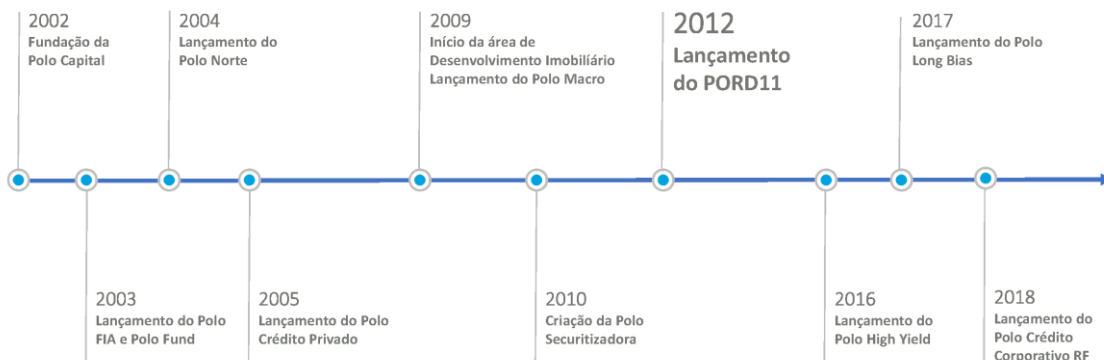 2002
Fundação da
Polo Capital
2004
Lançamento do
Polo Norte
2009
Início da área de
Desenvolvimento Imobiliário
Lançamento do Polo Macro
2012
Lançamento
do PORD11
2017
Lançamento do Polo
Long Bias
2003
Lançamento do Polo
FIA e Polo Fund
2005
Lançamento do Polo
Crédito Privado
2010
Criação da Polo
Securitizadora
2016
Lançamento do
Polo High Yield
2018
Lançamento do
Polo Crédito
Corporativo RF